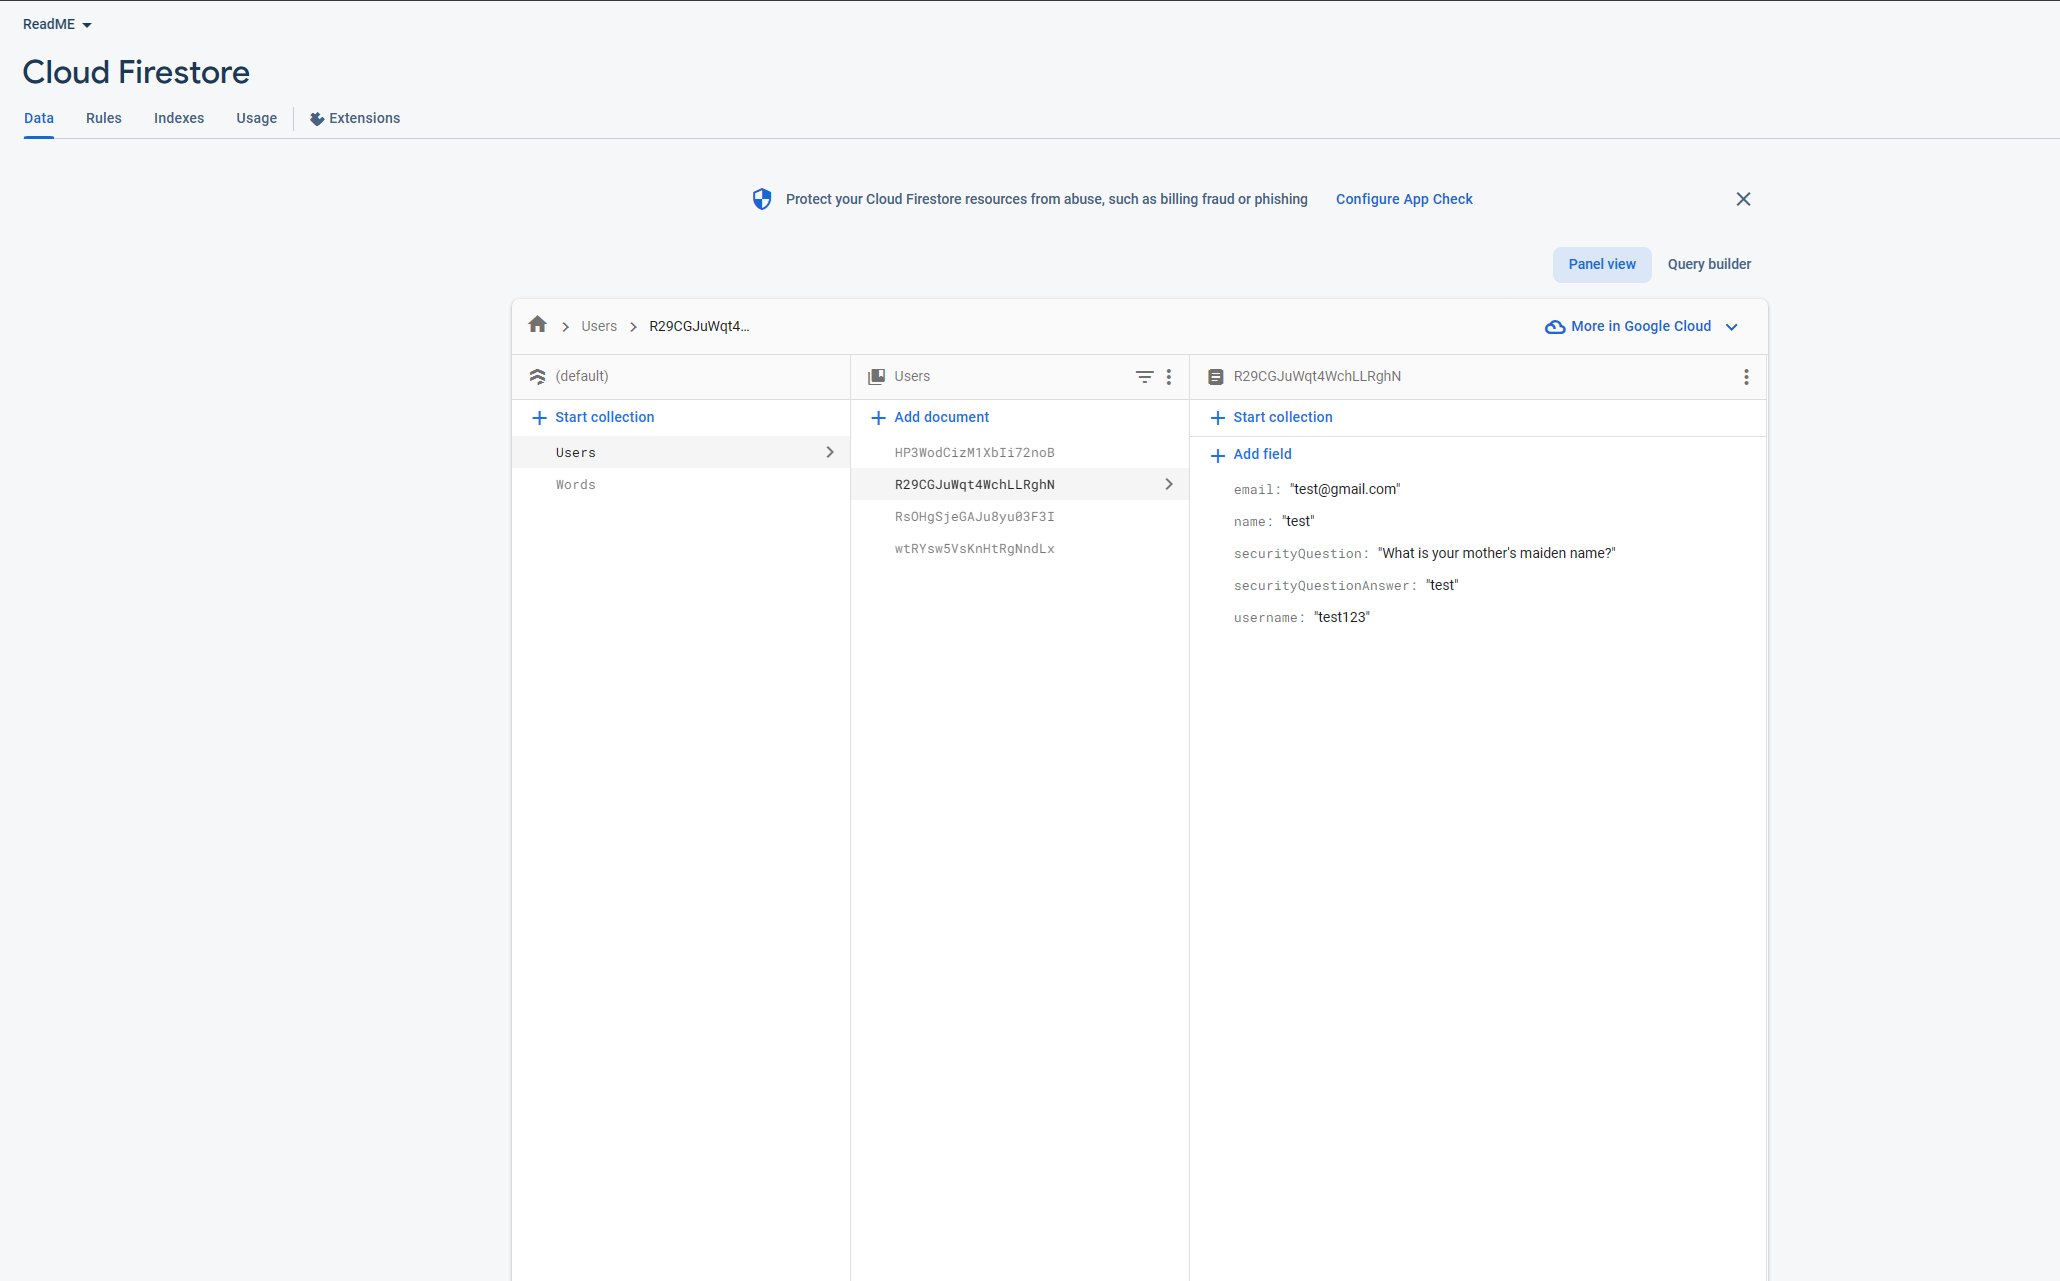 ReadME
Cloud Firestore
Data Rules Indexes Usage Extensions
Protect your Cloud Firestore resources from abuse, such as billing fraud or phishing Configure App Check
Panel view Query builder
Users R29CGJuWqt4... More in Google Cloud
(default)
Start collection
Users
Words
Users
Add document
HP3WodCizM1XbIi72noB
R29CGJuWqt4WchLLRghN
RsOHgSjeGAJu8yu03F3I
wtRYsw5VsKnHtRgNndLx
R29CGJuWqt4WchLLRghN
Start collection
Add field
email: "test@gmail.com"
name: "test"
securityQuestion: "What is your mother's maiden name?"
securityQuestionAnswer: "test"
username: "test123"